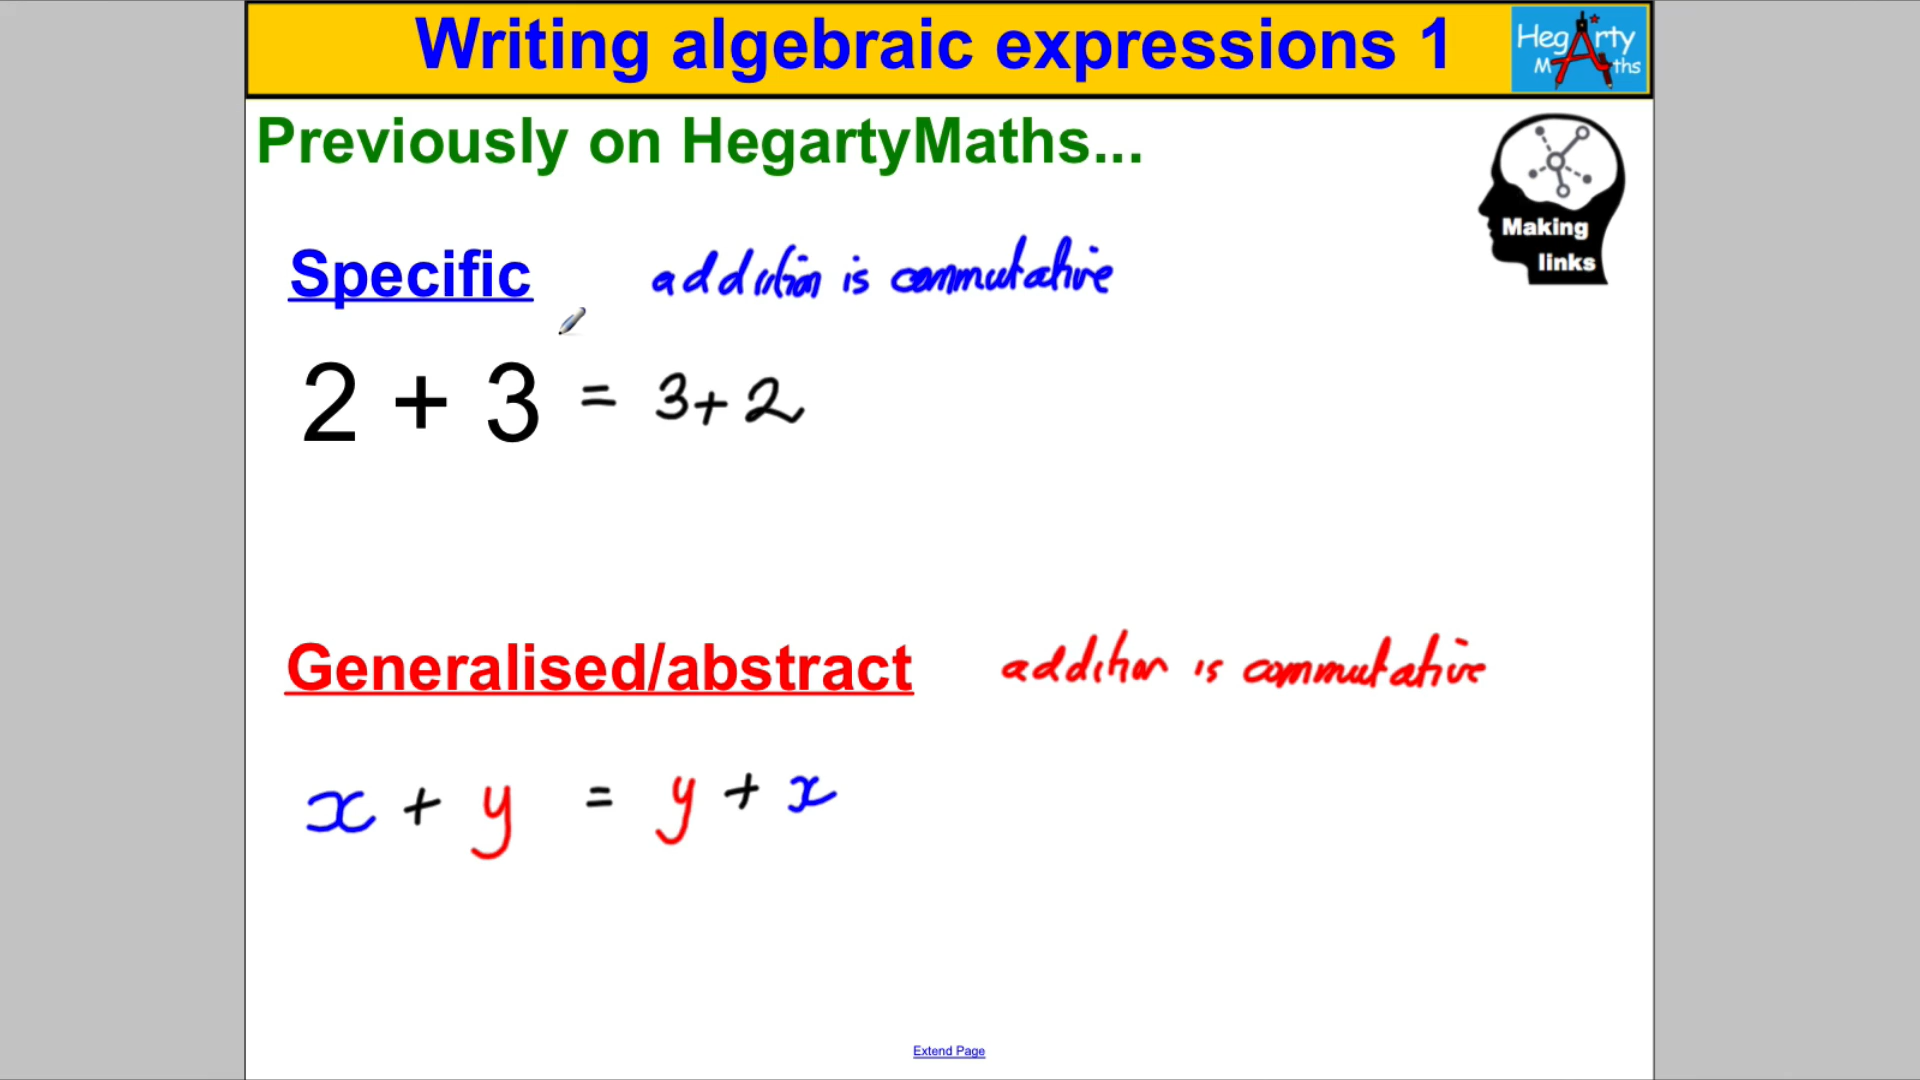 Writing algebraic expressions 1
Hegarty
Maths
Previously on HegartyMaths...
Making
links
Specific addition is commutative
2 + 3 = 3 + 2
Generalised/abstract addition is commutative
x + y = y + x
Extend Page